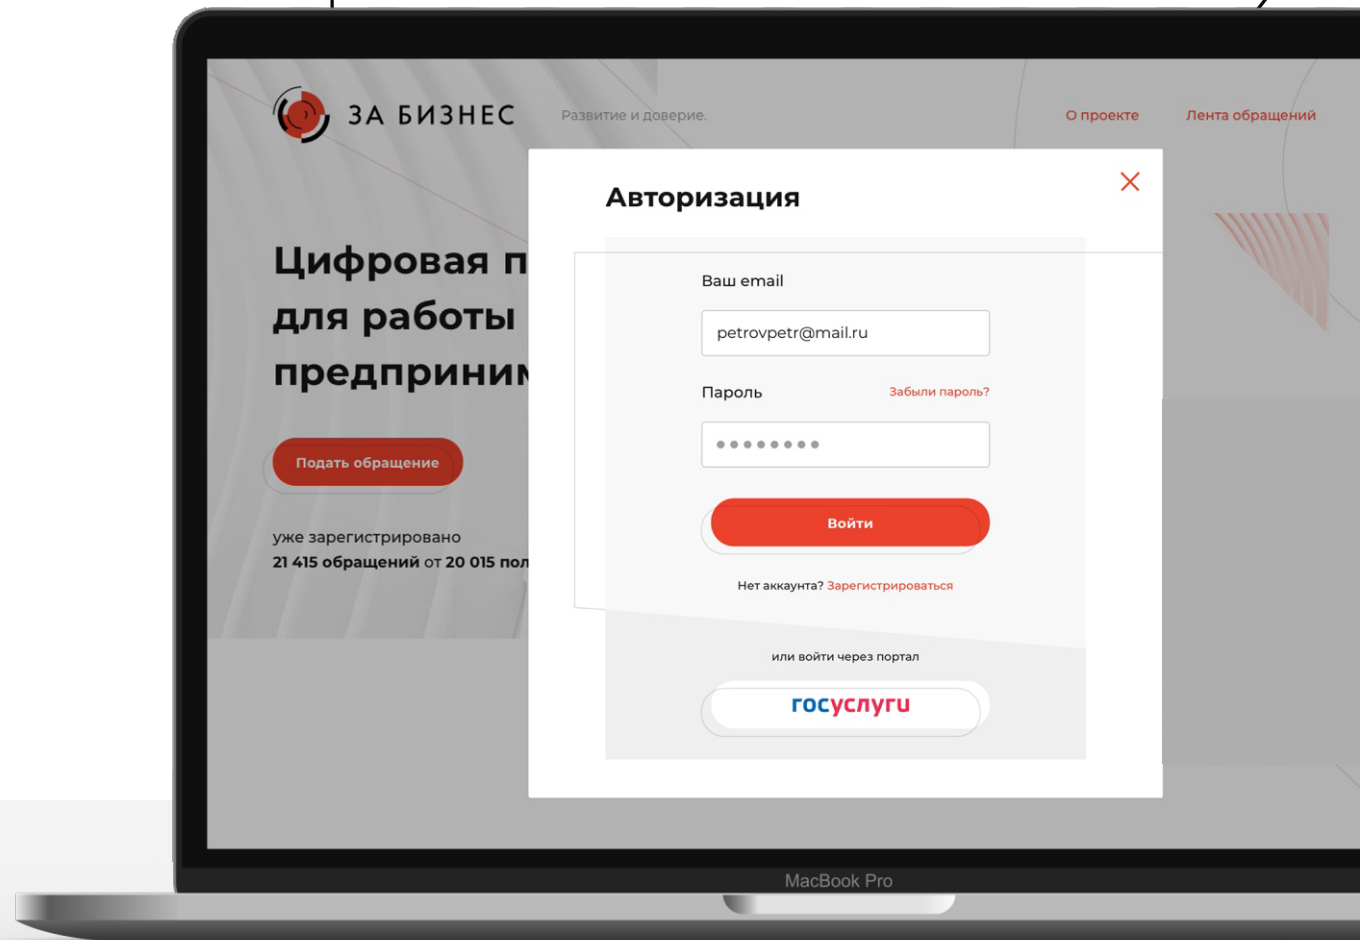 ЗА БИЗНЕС
Развитие и доверие.
О проекте
Лента обращений
Цифровая п
для работы
предприним
Подать обращение
уже зарегистрировано
21 415 обращений от 20 015 пол
Авторизация
Ваш email
petrovpetr@mail.ru
Пароль
Забыли пароль?
Войти
Нет аккаунта? Зарегистрироваться
или войти через портал
госуслуги
MacBook Pro